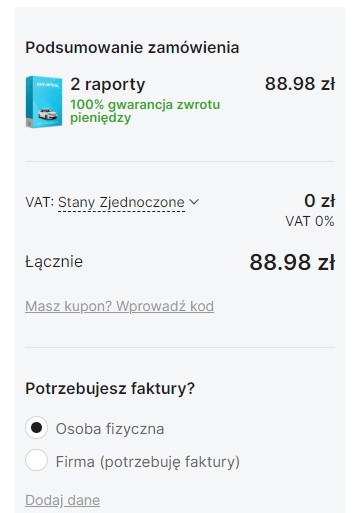 Podsumowanie zamówienia
2 raporty 88.98 zł
100% gwarancja zwrotu
pieniędzy
VAT: Stany Zjednoczone 0 zł
VAT 0%
Łącznie 88.98 zł
Masz kupon? Wprowadź kod
Potrzebujesz faktury?
Osoba fizyczna
Firma (potrzebuję faktury)
Dodaj dane